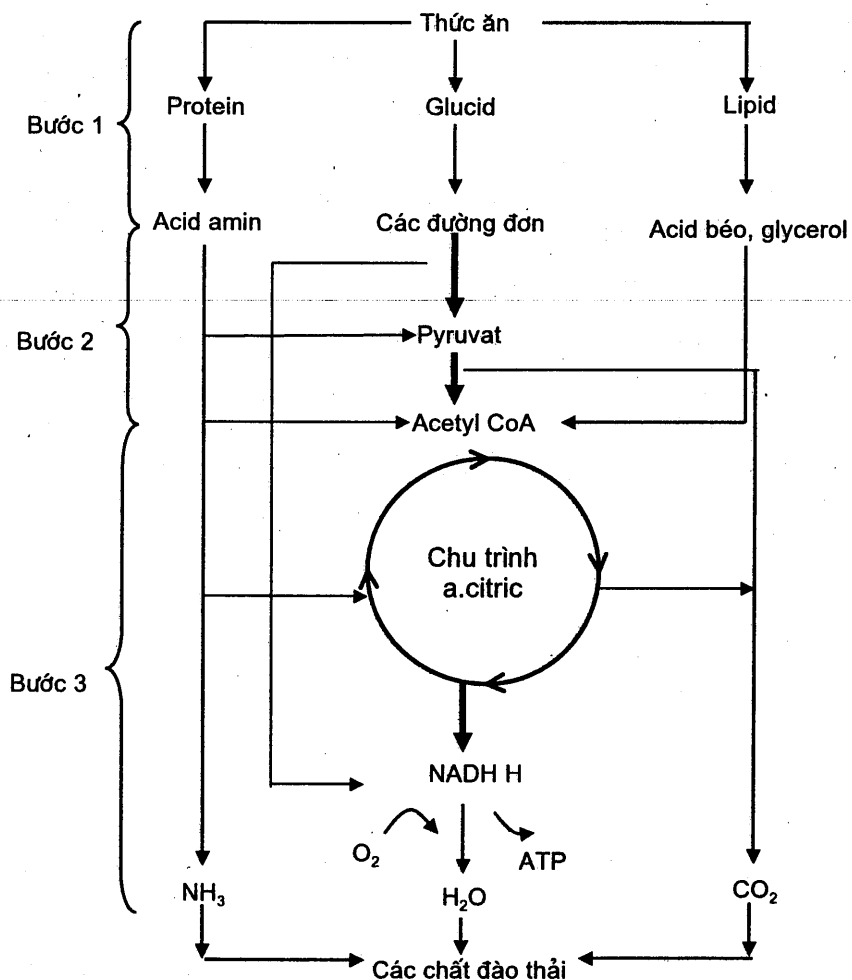 Thức ăn
Protein
Glucid
Lipid
Bước 1
Acid amin
Các đường đơn
Acid béo, glycerol
Bước 2
Pyruvat
Acetyl CoA
Chu trình
a.citric
Bước 3
NADH H
O₂
ATP
NH₃
H₂O
CO₂
Các chất đào thải